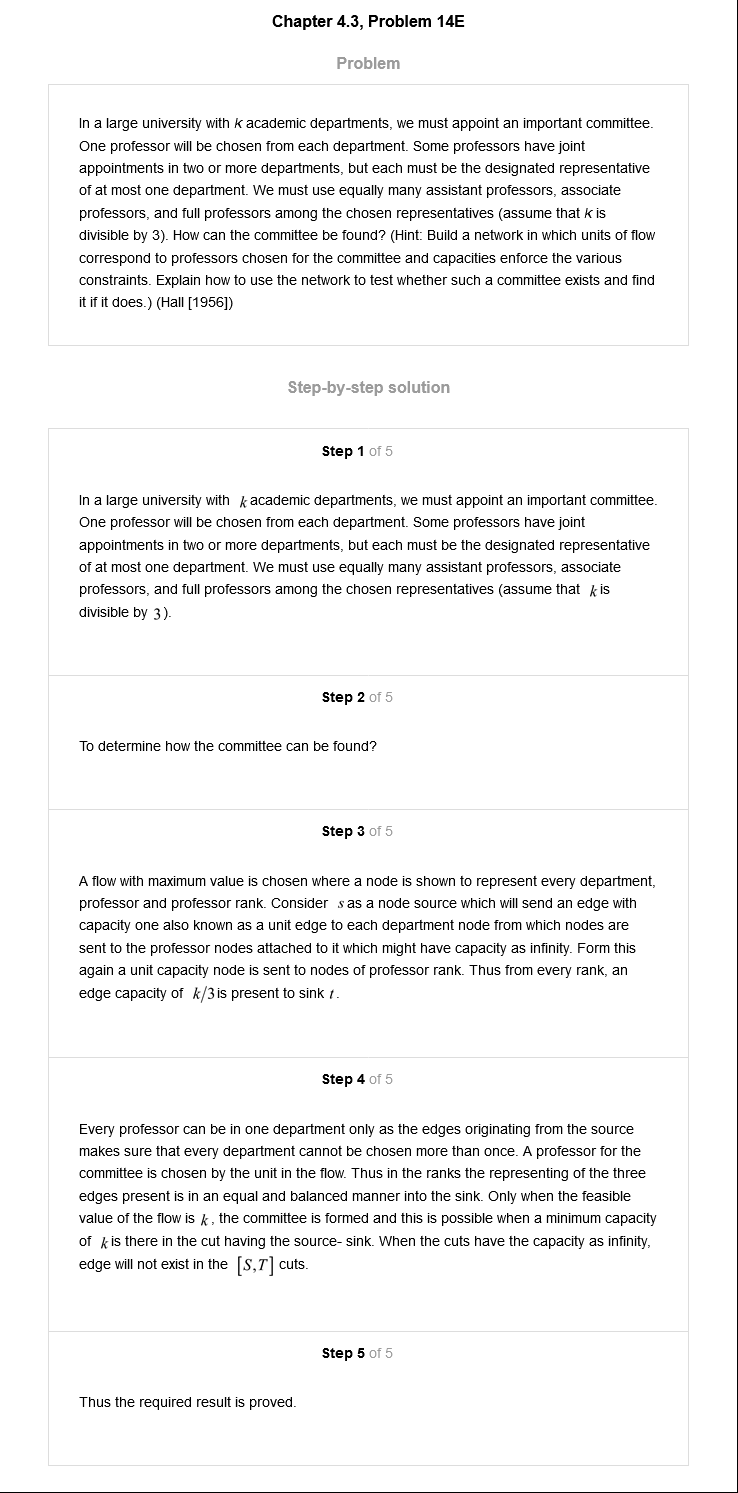 Chapter 4.3, Problem 14E
Problem
In a large university with k academic departments, we must appoint an important committee.
One professor will be chosen from each department. Some professors have joint
appointments in two or more departments, but each must be the designated representative
of at most one department. We must use equally many assistant professors, associate
professors, and full professors among the chosen representatives (assume that k is
divisible by 3). How can the committee be found? (Hint: Build a network in which units of flow
correspond to professors chosen for the committee and capacities enforce the various
constraints. Explain how to use the network to test whether such a committee exists and find
it if it does.) (Hall [1956])
Step-by-step solution
Step 1 of 5
In a large university with k academic departments, we must appoint an important committee.
One professor will be chosen from each department. Some professors have joint
appointments in two or more departments, but each must be the designated representative
of at most one department. We must use equally many assistant professors, associate
professors, and full professors among the chosen representatives (assume that k is
divisible by 3).
Step 2 of 5
To determine how the committee can be found?
Step 3 of 5
A flow with maximum value is chosen where a node is shown to represent every department,
professor and professor rank. Consider s as a node source which will send an edge with
capacity one also known as a unit edge to each department node from which nodes are
sent to the professor nodes attached to it which might have capacity as infinity. Form this
again a unit capacity node is sent to nodes of professor rank. Thus from every rank, an
edge capacity of k/3 is present to sink t.
Step 4 of 5
Every professor can be in one department only as the edges originating from the source
makes sure that every department cannot be chosen more than once. A professor for the
committee is chosen by the unit in the flow. Thus in the ranks the representing of the three
edges present is in an equal and balanced manner into the sink. Only when the feasible
value of the flow is k, the committee is formed and this is possible when a minimum capacity
of k is there in the cut having the source- sink. When the cuts have the capacity as infinity,
edge will not exist in the [S,T] cuts.
Step 5 of 5
Thus the required result is proved.